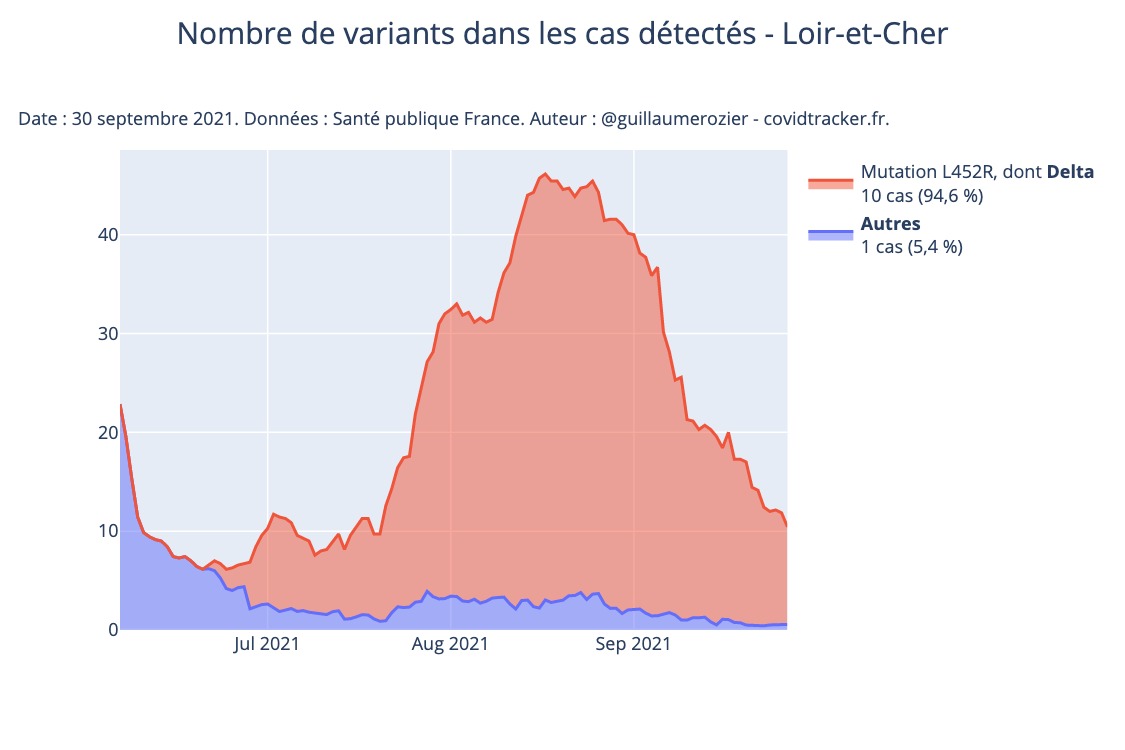 Nombre de variants dans les cas détectés - Loir-et-Cher
Date : 30 septembre 2021. Données : Santé publique France. Auteur : @guillaumerozier - covidtracker.fr.
Mutation L452R, dont Delta
10 cas (94,6 %)
Autres
1 cas (5,4 %)
40
30
20
10
0
Jul 2021
Aug 2021
Sep 2021